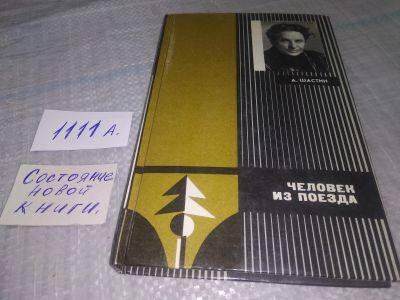 А. ШАСТИН
ЧЕЛОВЕК
ИЗ ПОЕЗДА
1111 А.
Состояние
новой
книги.